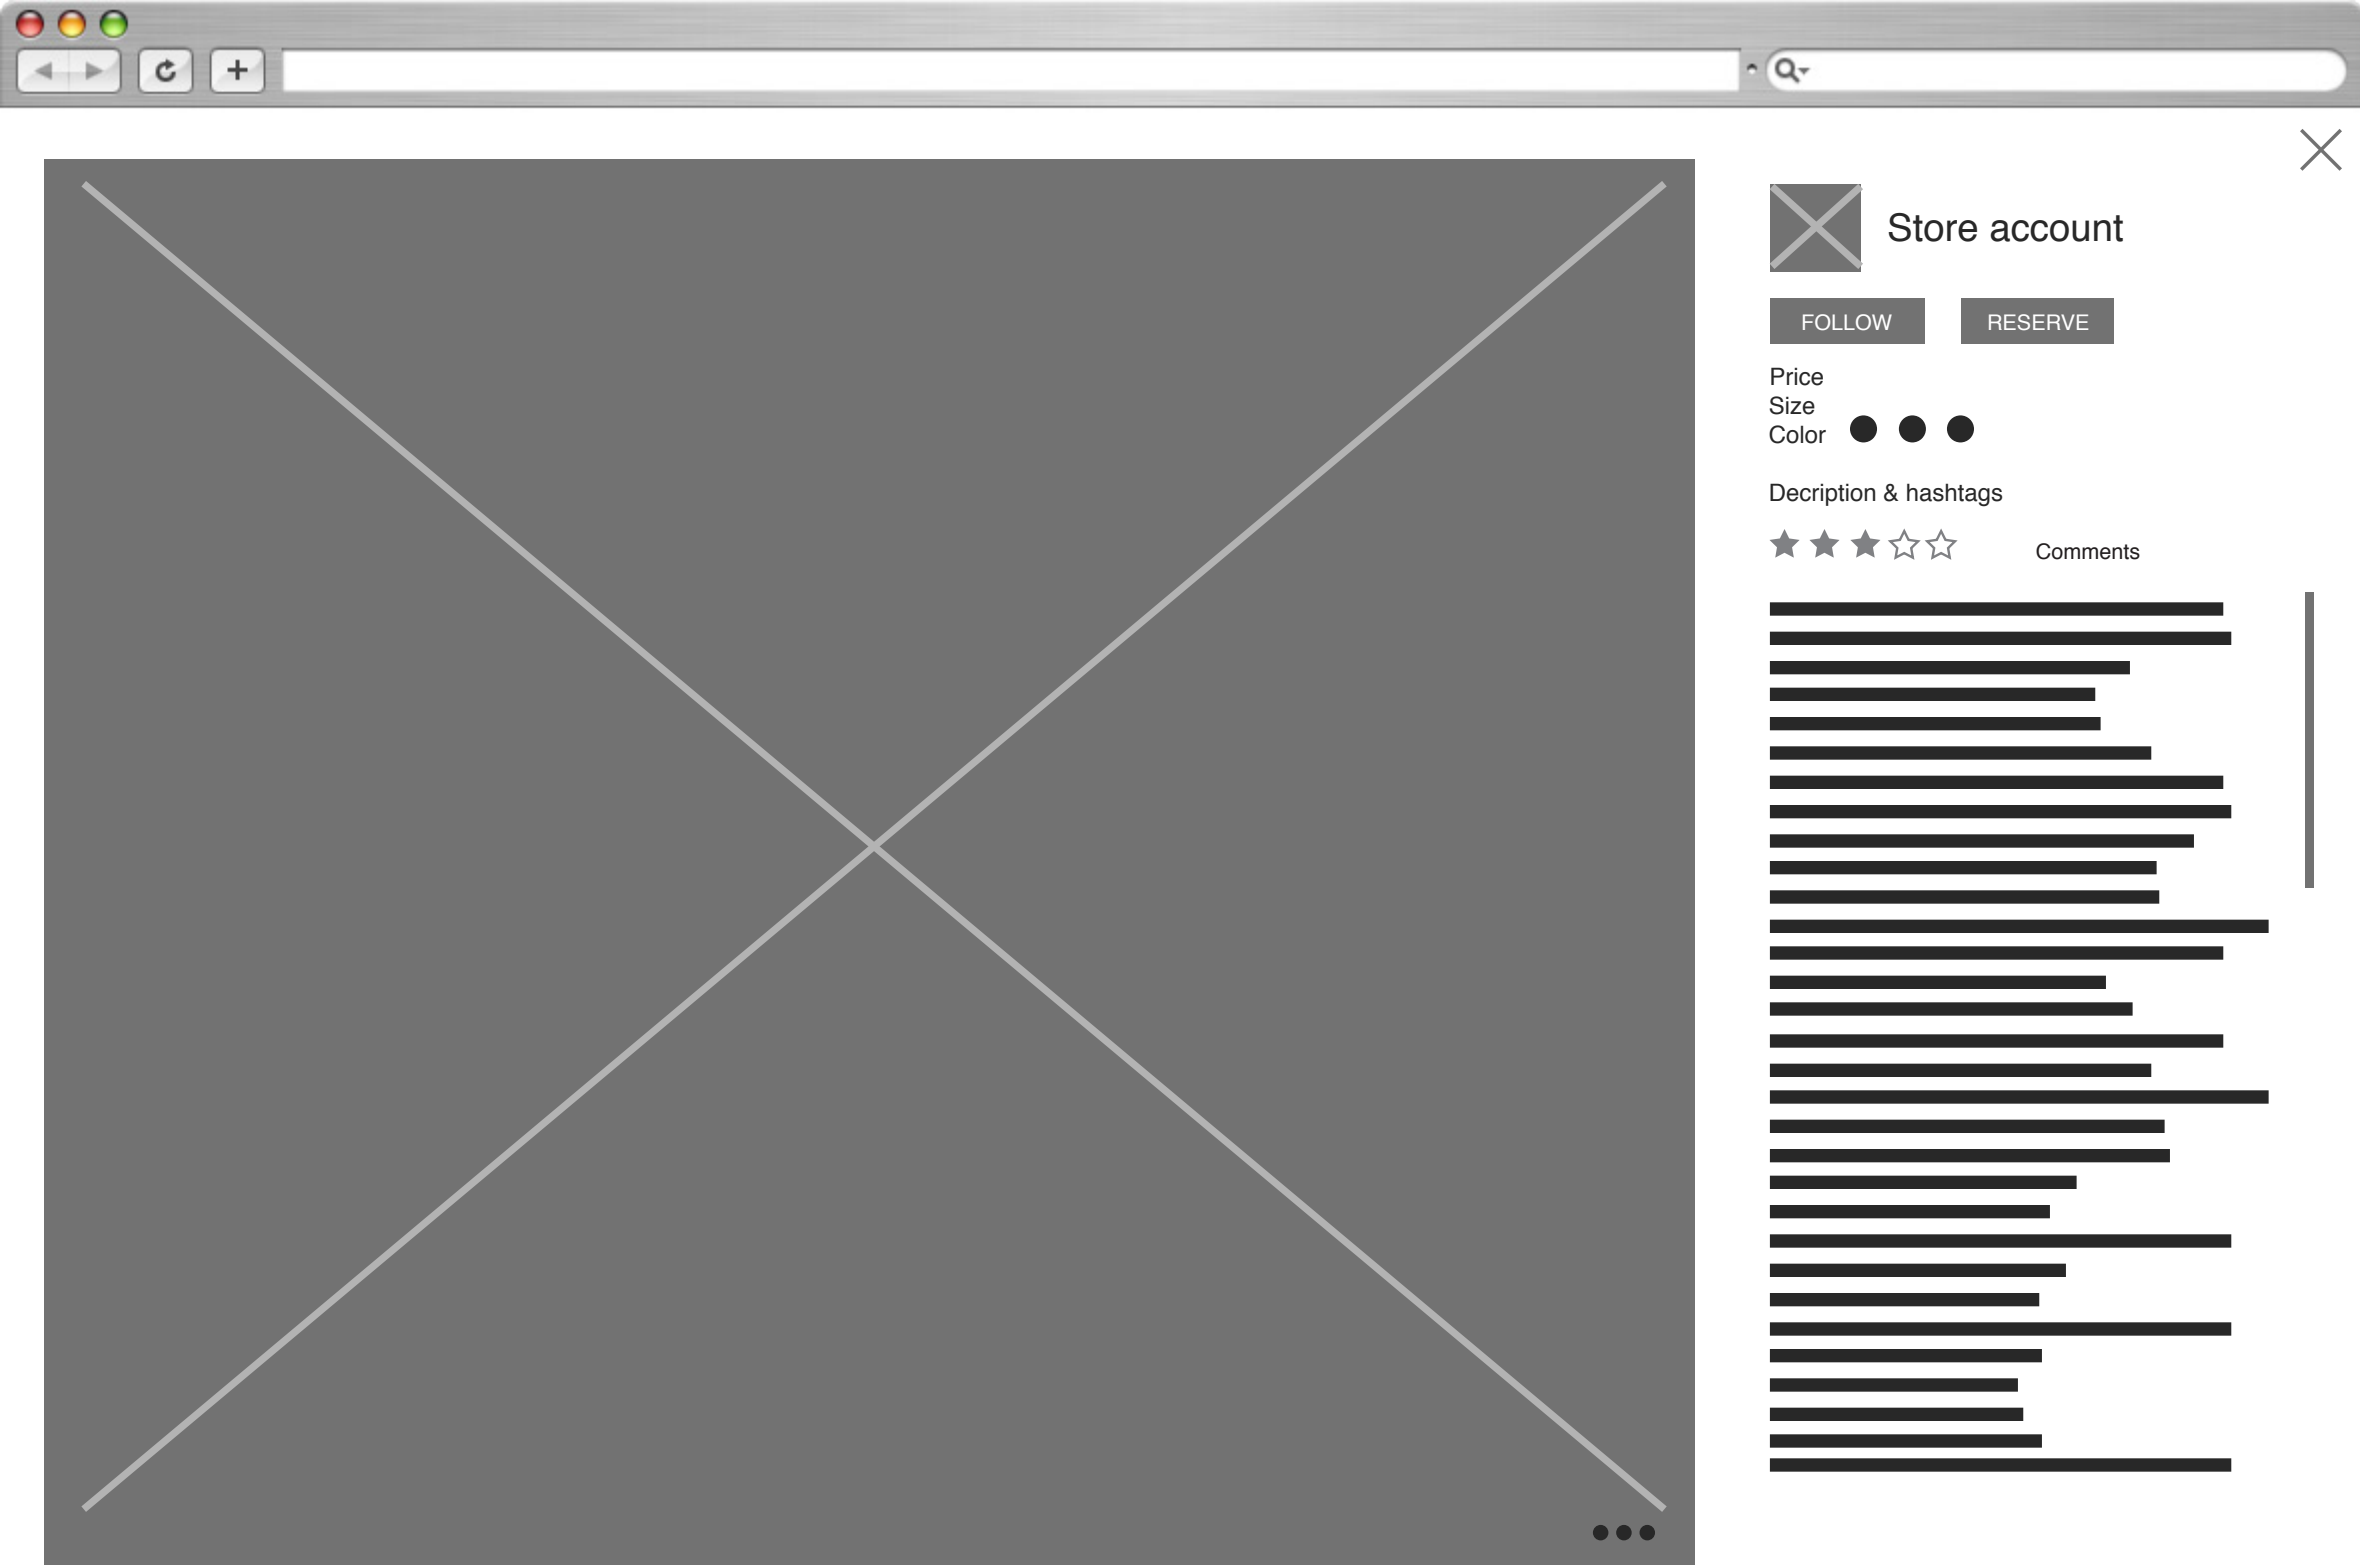 Store account
FOLLOW
RESERVE
Price
Size
Color
Decription & hashtags
Comments